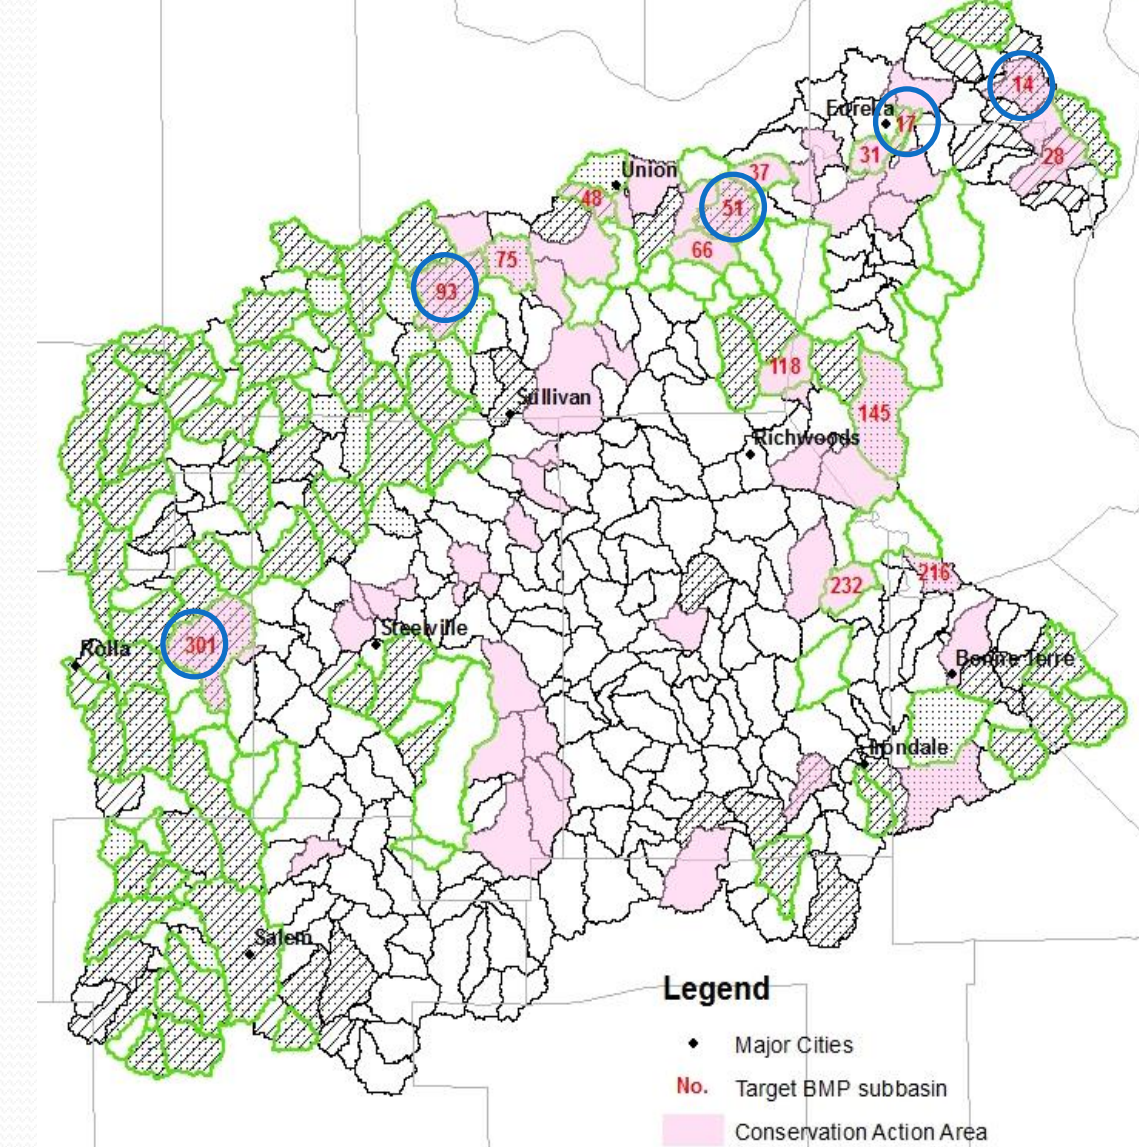 14
Eureka
17
31
28
Union
37
48
51
66
75
93
118
Sullivan
145
Richwoods
232
216
Steelville
301
Rolla
Bonne Terre
Irondale
Salem
Legend
Major Cities
No. Target BMP subbasin
Conservation Action Area